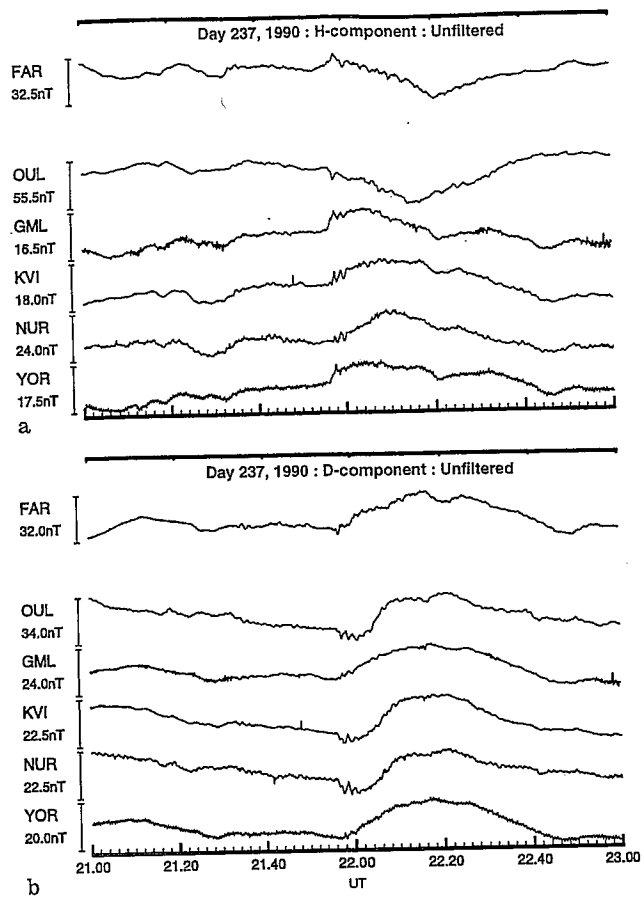 Day 237, 1990 : H-component : Unfiltered
FAR
32.5nT
OUL
55.5nT
GML
16.5nT
KVI
18.0nT
NUR
24.0nT
YOR
17.5nT
a
Day 237, 1990 : D-component : Unfiltered
FAR
32.0nT
OUL
34.0nT
GML
24.0nT
KVI
22.5nT
NUR
22.5nT
YOR
20.0nT
21.00 21.20 21.40 22.00 22.20 22.40 23.00
UT
b